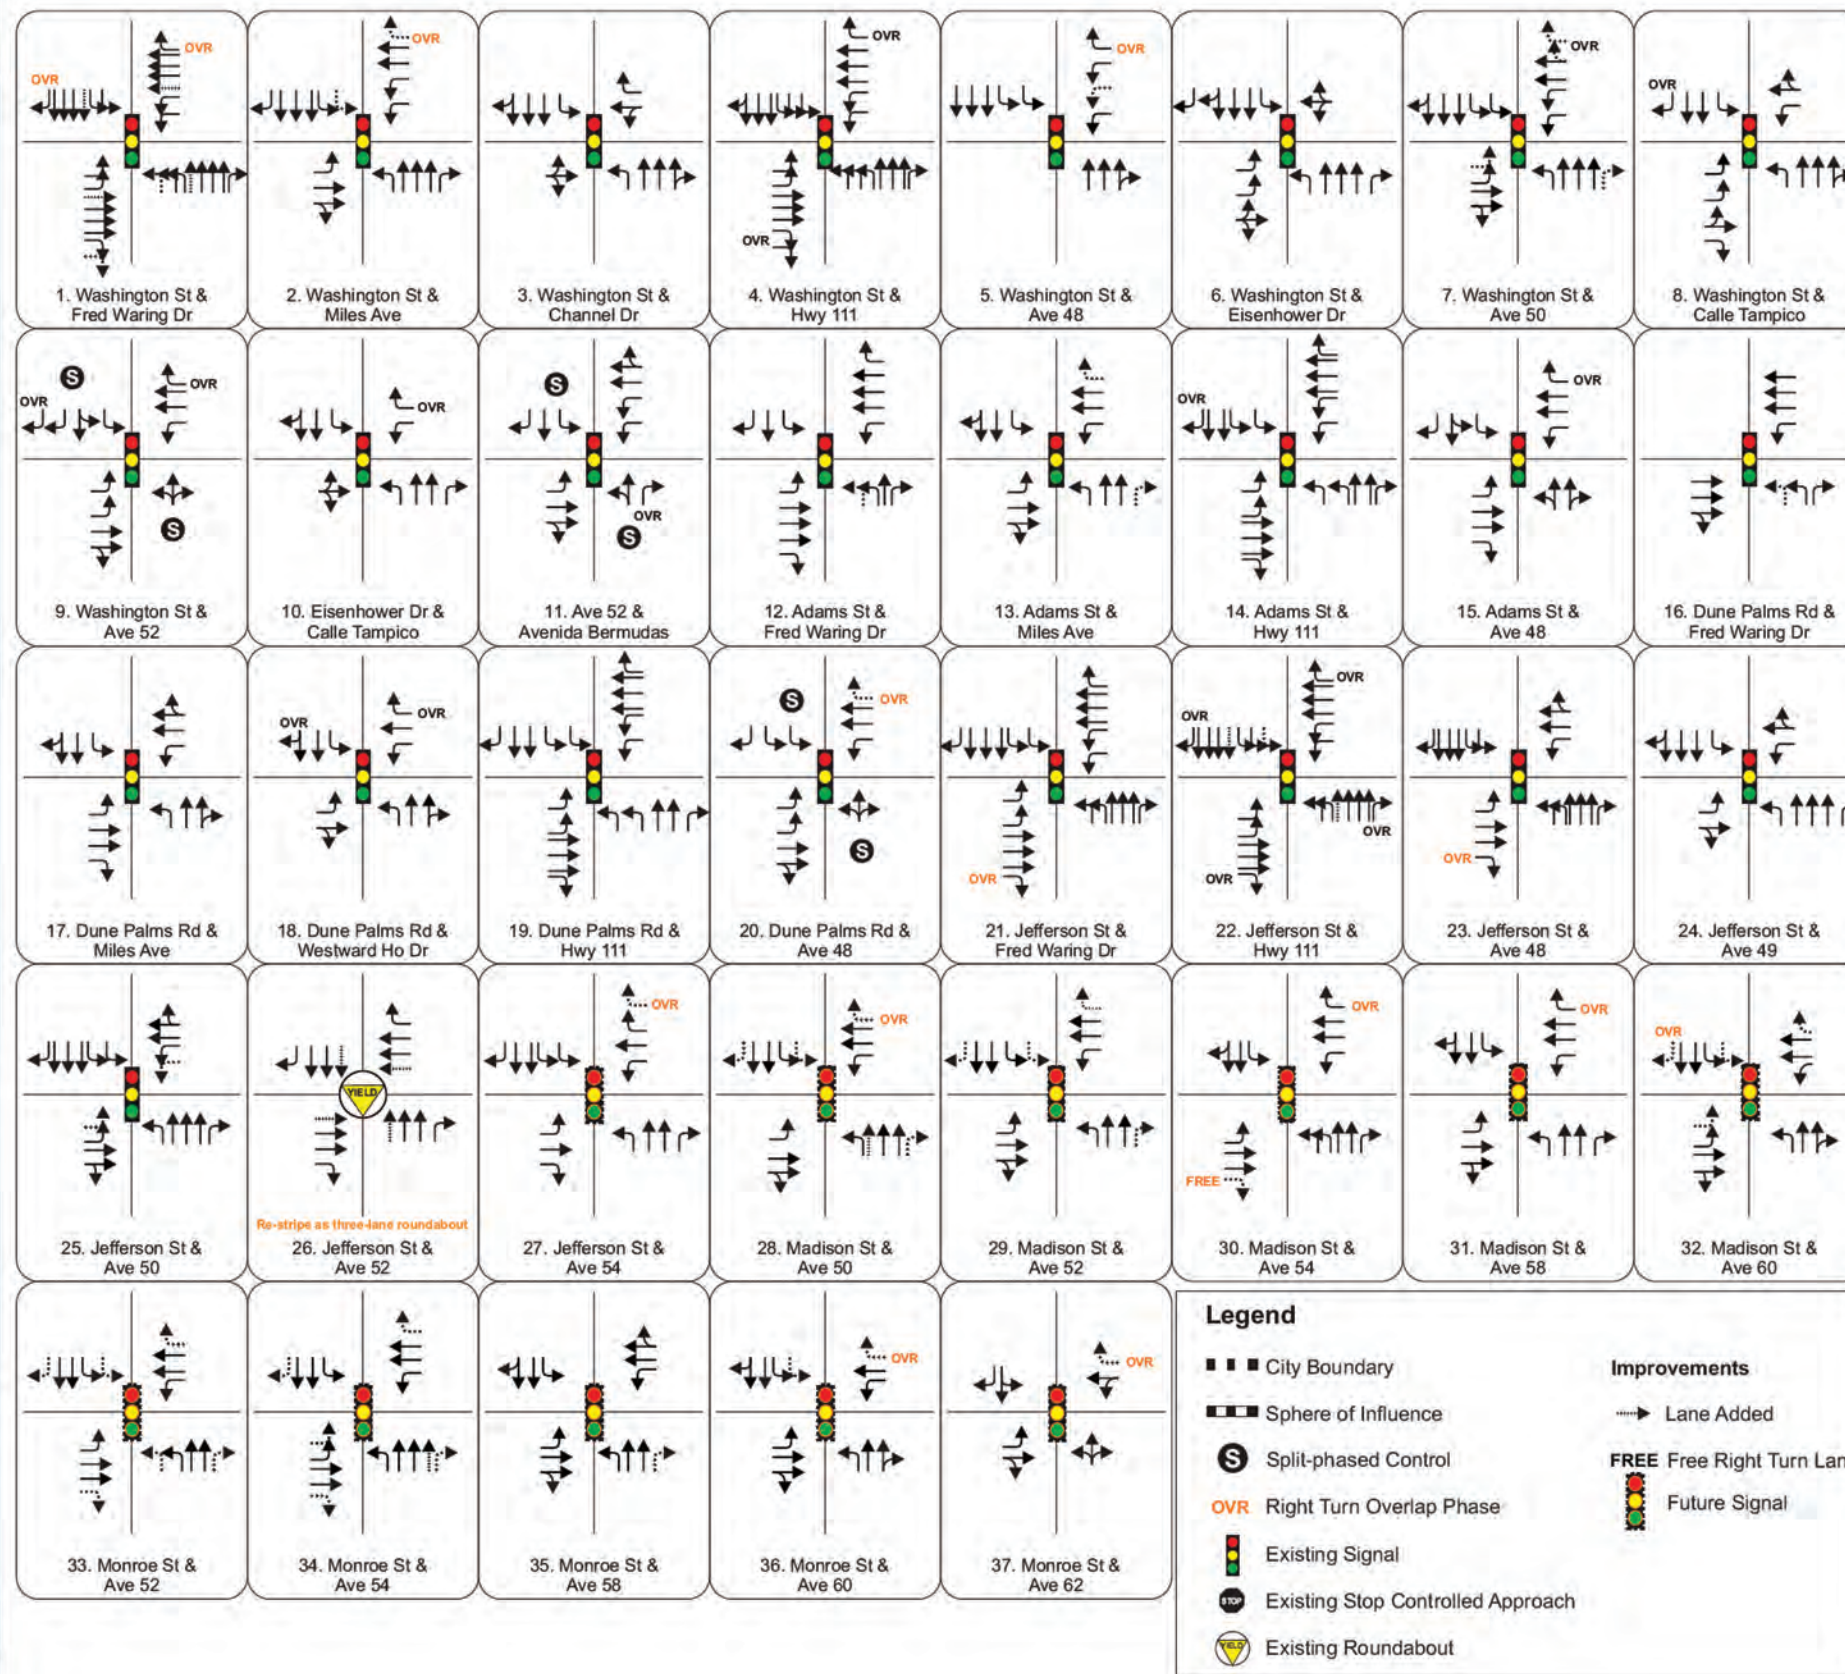 OVR
OVR
1. Washington St &
Fred Waring Dr
OVR
2. Washington St &
Miles Ave
3. Washington St &
Channel Dr
OVR
OVR
4. Washington St &
Hwy 111
OVR
5. Washington St &
Ave 48
6. Washington St &
Eisenhower Dr
OVR
7. Washington St &
Ave 50
OVR
8. Washington St &
Calle Tampico
S
OVR
OVR
S
9. Washington St &
Ave 52
OVR
10. Eisenhower Dr &
Calle Tampico
S
OVR
S
11. Ave 52 &
Avenida Bermudas
12. Adams St &
Fred Waring Dr
13. Adams St &
Miles Ave
OVR
14. Adams St &
Hwy 111
OVR
15. Adams St &
Ave 48
16. Dune Palms Rd &
Fred Waring Dr
17. Dune Palms Rd &
Miles Ave
OVR
OVR
18. Dune Palms Rd &
Westward Ho Dr
19. Dune Palms Rd &
Hwy 111
S
OVR
S
20. Dune Palms Rd &
Ave 48
OVR
21. Jefferson St &
Fred Waring Dr
OVR
OVR
OVR
OVR
22. Jefferson St &
Hwy 111
OVR
23. Jefferson St &
Ave 48
24. Jefferson St &
Ave 49
25. Jefferson St &
Ave 50
YIELD
Re-stripe as three-lane roundabout
26. Jefferson St &
Ave 52
OVR
27. Jefferson St &
Ave 54
OVR
28. Madison St &
Ave 50
29. Madison St &
Ave 52
OVR
FREE
30. Madison St &
Ave 54
OVR
31. Madison St &
Ave 58
OVR
32. Madison St &
Ave 60
33. Monroe St &
Ave 52
34. Monroe St &
Ave 54
35. Monroe St &
Ave 58
OVR
36. Monroe St &
Ave 60
OVR
37. Monroe St &
Ave 62
Legend
City Boundary
Sphere of Influence
S Split-phased Control
OVR Right Turn Overlap Phase
Existing Signal
STOP Existing Stop Controlled Approach
YIELD Existing Roundabout
Improvements
Lane Added
FREE Free Right Turn Lan
Future Signal